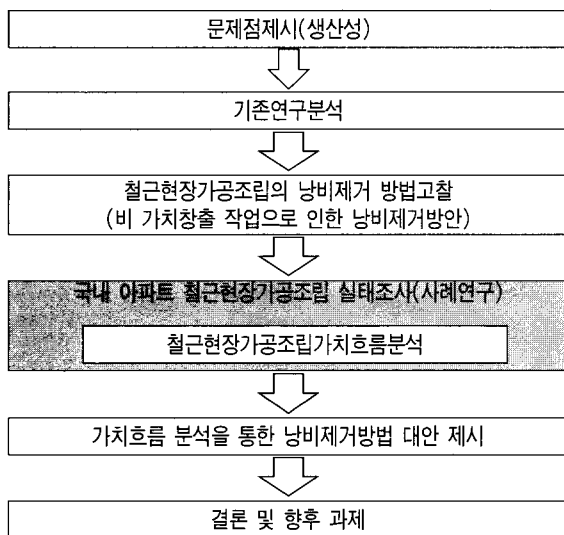 문제점제시(생산성)
기존연구분석
철근현장가공조립의 낭비제거 방법고찰
(비 가치창출 작업으로 인한 낭비제거방안)
국내 아파트 철근현장가공조립 실태조사(사례연구)
철근현장가공조립가치흐름분석
가치흐름 분석을 통한 낭비제거방법 대안 제시
결론 및 향후 과제